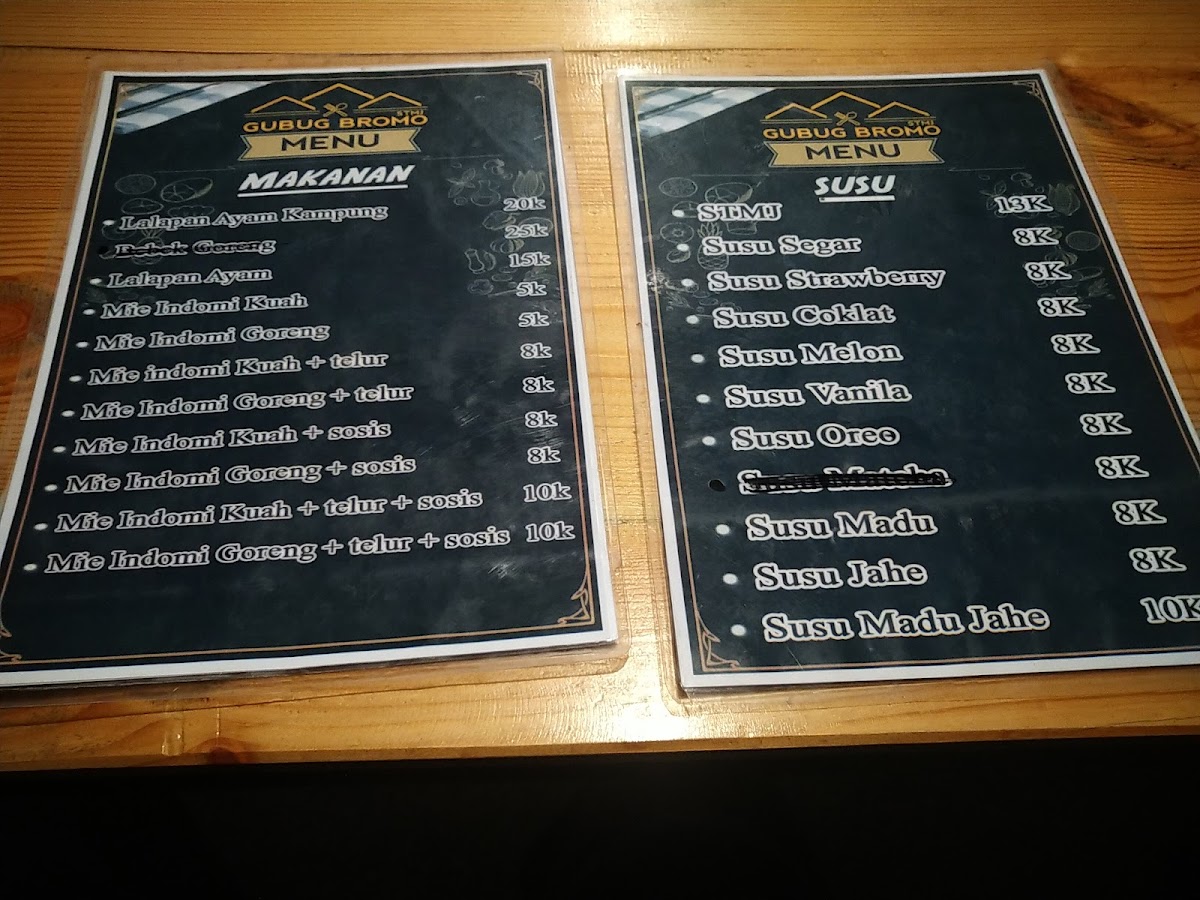 STMJ
GUBUG BROMO
MENU
MAKANAN
Lalapan Ayam Kampung 20k
Bebek Goreng 25k
Lalapan Ayam 15k
Mie Indomi Kuah 5k
Mie Indomi Goreng 5k
Mie indomi Kuah + telur 8k
Mie Indomi Goreng + telur 8k
Mie Indomi Kuah + sosis 8k
Mie Indomi Goreng + sosis 8k
Mie Indomi Kuah + telur + sosis 10k
Mie Indomi Goreng + telur + sosis 10k
STMJ
GUBUG BROMO
MENU
SUSU
STMJ 13K
Susu Segar 8K
Susu Strawberry 8K
Susu Coklat 8K
Susu Melon 8K
Susu Vanila 8K
Susu Oreo 8K
Susu Matcha 8K
Susu Madu 8K
Susu Jahe 8K
Susu Madu Jahe 10K